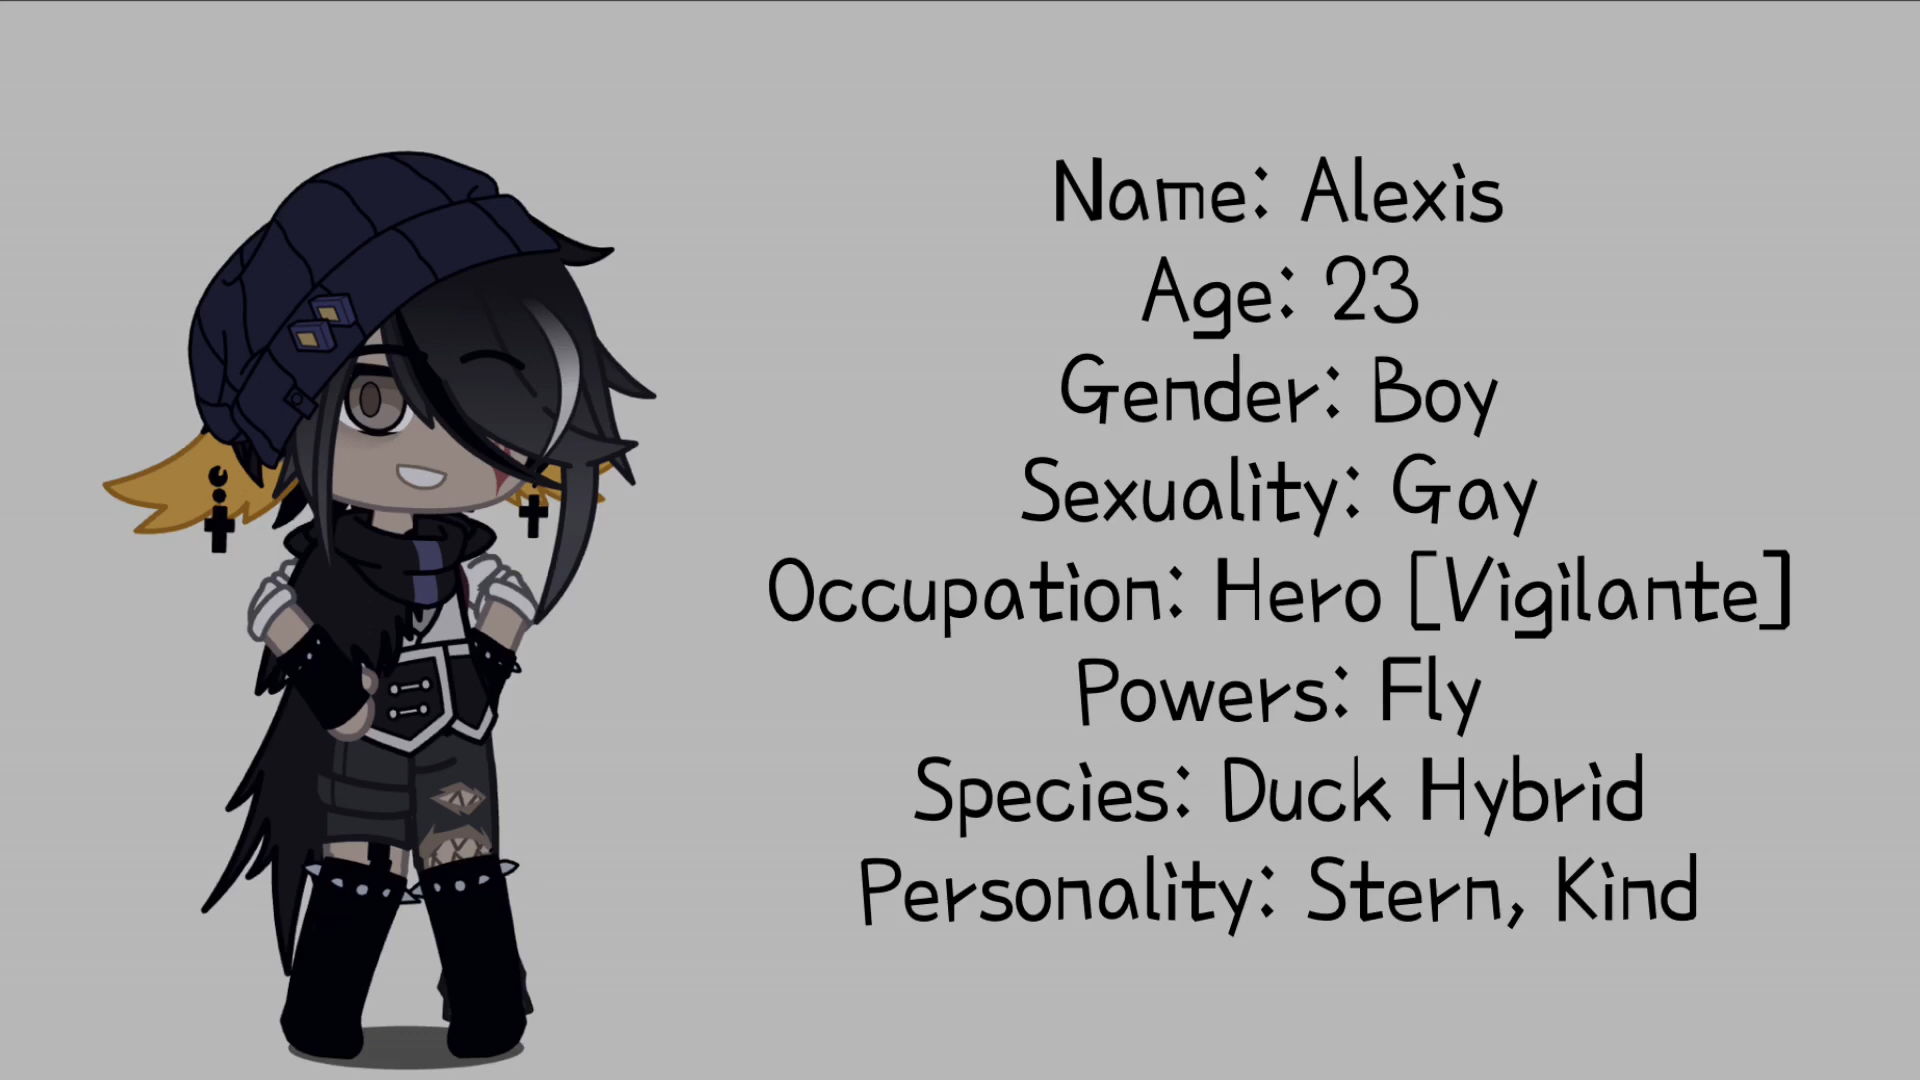 Name: Alexis
Age: 23
Gender: Boy
Sexuality: Gay
Occupation: Hero [Vigilante]
Powers: Fly
Species: Duck Hybrid
Personality: Stern, Kind